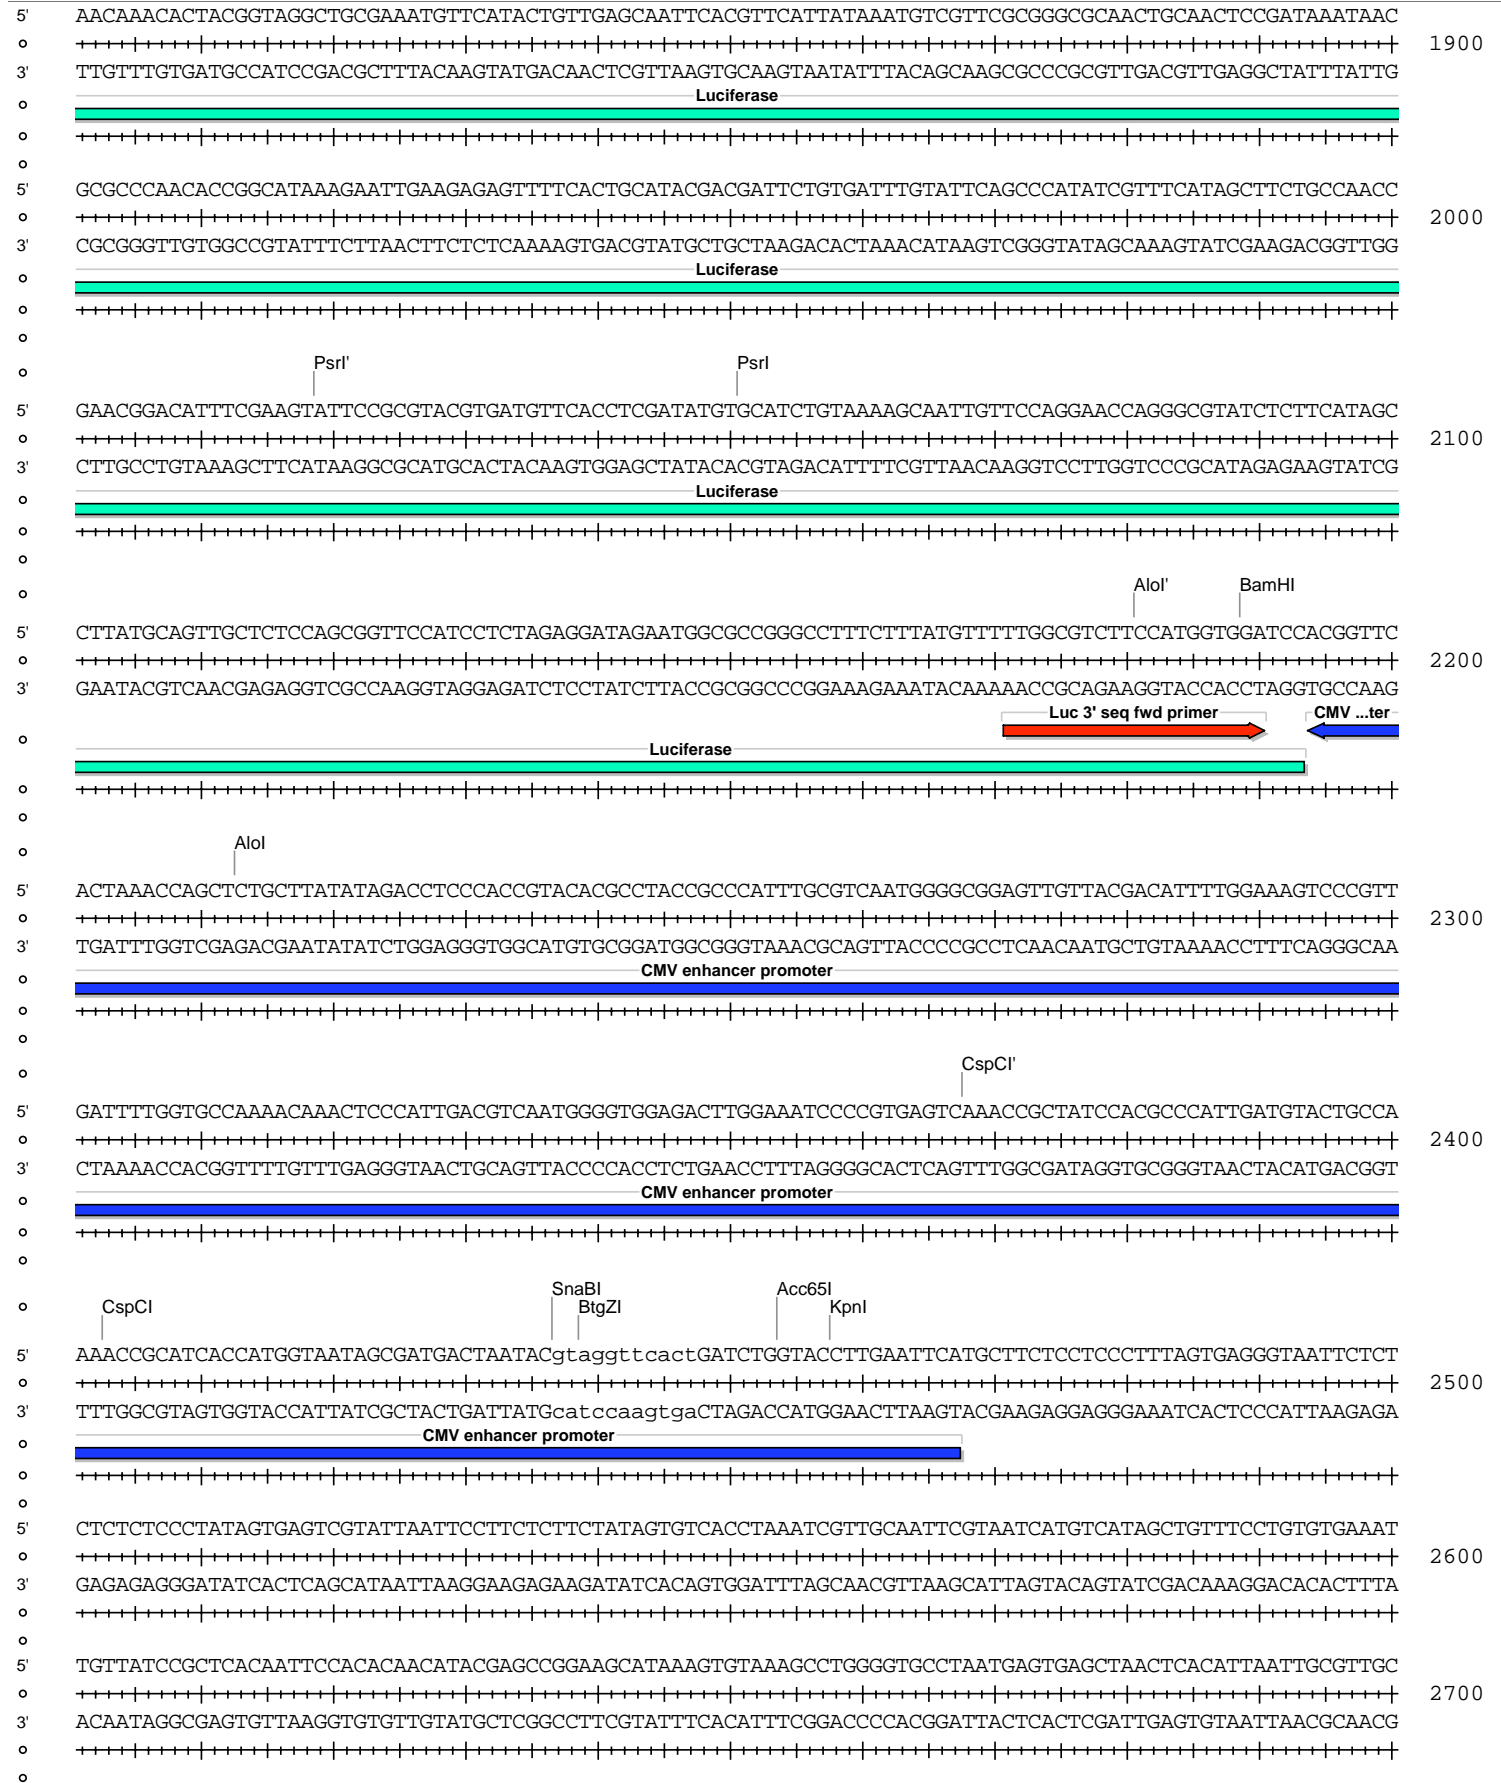 5' AACAAACACTACGGTAGGCTGCGAAATGTTCATACTGTTGAGCAATTCACGTTCATTATAAATGTCGTTCGCGGGCGCAACTGCAACTCCGATAAATAAC
1900
3' TTGTTTGTGATGCCATCCGACGCTTTACAAGTATGACAACTCGTTAAGTGCAAGTAATATTTACAGCAAGCGCCCGCGTTGACGTTGAGGCTATTTATTG
Luciferase
5' GCGCCCAACACCGGCATAAAGAATTGAAGAGAGTTTTCACTGCATACGACGATTCTGTGATTTGTATTCAGCCCATATCGTTTCATAGCTTCTGCCAACC
2000
3' CGCGGGTTGTGGCCGTATTTCTTAACTTCTCTCAAAAGTGACGTATGCTGCTAAGACACTAAACATAAGTCGGGTATAGCAAAGTATCGAAGACGGTTGG
Luciferase
PsrI' PsrI
5' GAACGGACATTTCGAAGTATTCCGCGTACGTGATGTTCACCTCGATATGTGCATCTGTAAAAGCAATTGTTCCAGGAACCAGGGCGTATCTCTTCATAGC
2100
3' CTTGCCTGTAAAGCTTCATAAGGCGCATGCACTACAAGTGGAGCTATACACGTAGACATTTTCGTTAACAAGGTCCTTGGTCCCGCATAGAGAAGTATCG
Luciferase
AloI' BamHI
5' CTTATGCAGTTGCTCTCCAGCGGTTCCATCCTCTAGAGGATAGAATGGCGCCGGGCCTTTCTTTATGTTTTTGGCGTCTTCCATGGTGGATCCACGGTTC
2200
3' GAATACGTCAACGAGAGGTCGCCAAGGTAGGAGATCTCCTATCTTACCGCGGCCCGGAAAGAAATACAAAAACCGCAGAAGGTACCACCTAGGTGCCAAG
Luc 3' seq fwd primer CMV ...ter
Luciferase
AloI
5' ACTAAACCAGCTCTGCTTATATAGACCTCCCACCGTACACGCCTACCGCCCATTTGCGTCAATGGGGCGGAGTTGTTACGACATTTTGGAAAGTCCCGTT
2300
3' TGATTTGGTCGAGACGAATATATCTGGAGGGTGGCATGTGCGGATGGCGGGTAAACGCAGTTACCCCGCCTCAACAATGCTGTAAAACCTTTCAGGGCAA
CMV enhancer promoter
CspCI'
5' GATTTTGGTGCCAAAACAAACTCCCATTGACGTCAATGGGGTGGAGACTTGGAAATCCCCGTGAGTCAAACCGCTATCCACGCCCATTGATGTACTGCCA
2400
3' CTAAAACCACGGTTTTGTTTGAGGGTAACTGCAGTTACCCCACCTCTGAACCTTTAGGGGCACTCAGTTTGGCGATAGGTGCGGGTAACTACATGACGGT
CMV enhancer promoter
SnaBI Acc65I
CspCI BtgZI KpnI
5' AAACCGCATCACCATGGTAATAGCGATGACTAATACgtaggttcactGATCTGGTACCTTGAATTCATGCTTCTCCTCCCTTTAGTGAGGGTAATTCTCT
2500
3' TTTGGCGTAGTGGTACCATTATCGCTACTGATTATGcatccaagtgaCTAGACCATGGAACTTAAGTACGAAGAGGAGGGAAATCACTCCCATTAAGAGA
CMV enhancer promoter
5' CTCTCTCCCTATAGTGAGTCGTATTAATTCCTTCTCTTCTATAGTGTCACCTAAATCGTTGCAATTCGTAATCATGTCATAGCTGTTTCCTGTGTGAAAT
2600
3' GAGAGAGGGATATCACTCAGCATAATTAAGGAAGAGAAGATATCACAGTGGATTTAGCAACGTTAAGCATTAGTACAGTATCGACAAAGGACACACTTTA
5' TGTTATCCGCTCACAATTCCACACAACATACGAGCCGGAAGCATAAAGTGTAAAGCCTGGGGTGCCTAATGAGTGAGCTAACTCACATTAATTGCGTTGC
2700
3' ACAATAGGCGAGTGTTAAGGTGTGTTGTATGCTCGGCCTTCGTATTTCACATTTCGGACCCCACGGATTACTCACTCGATTGAGTGTAATTAACGCAACG